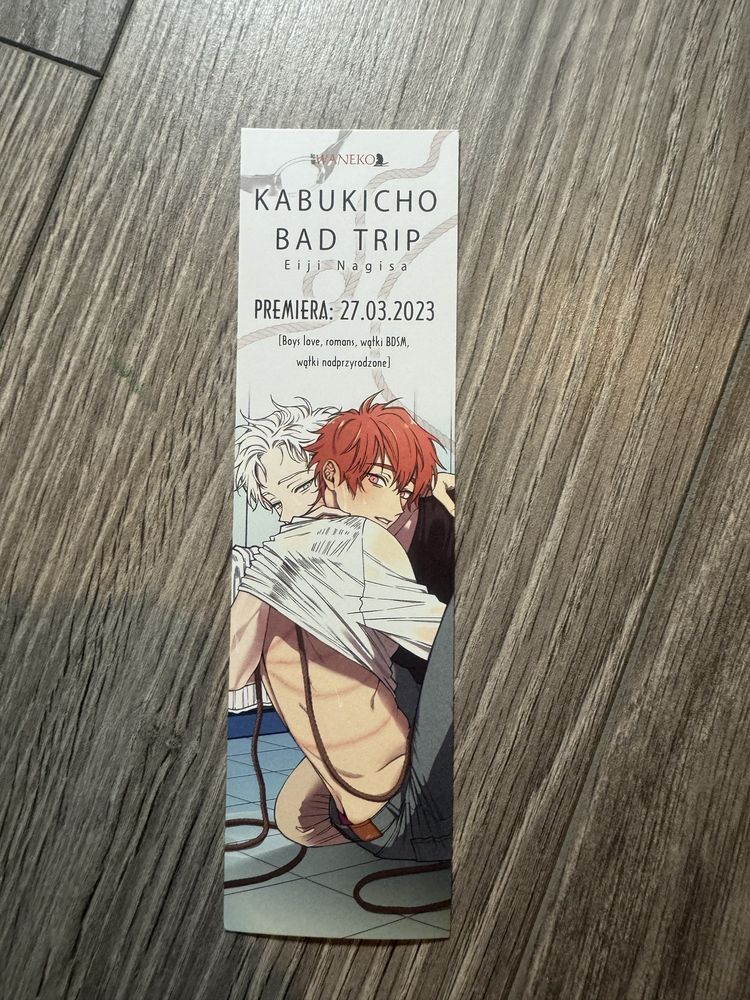 WANEKO
KABUKICHO
BAD TRIP
Eiji Nagisa
PREMIERA: 27.03.2023
[Boys love, romans, wątki BDSM,
wątki nadprzyrodzone]